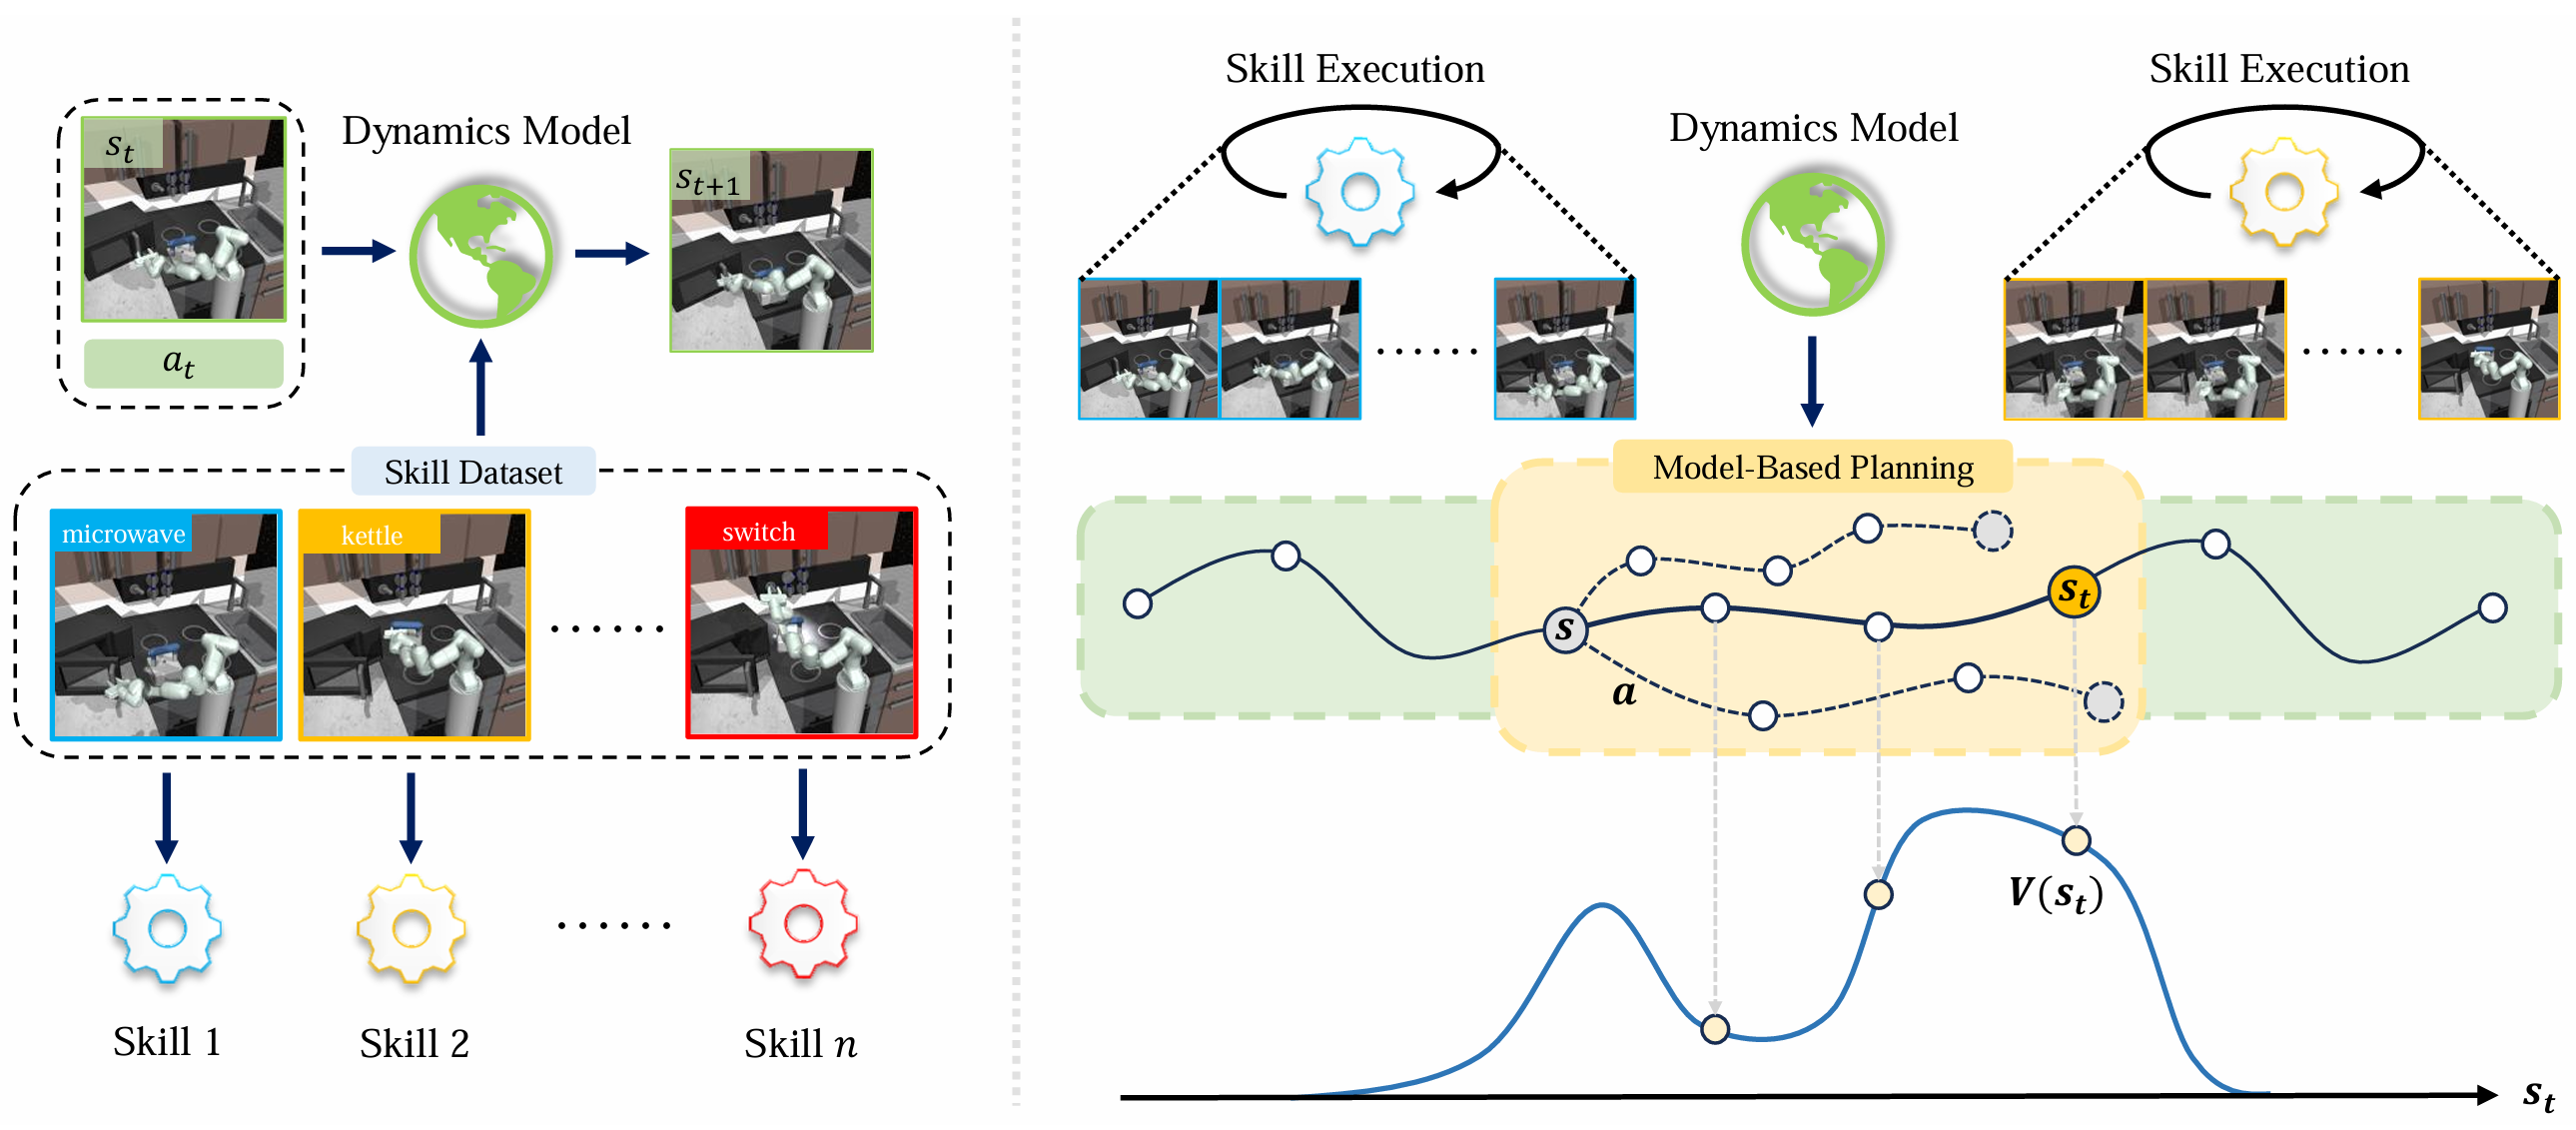 s_t
Dynamics Model
s_{t+1}
a_t
Skill Dataset
microwave
kettle
switch
......
......
Skill 1
Skill 2
Skill n
Skill Execution
Dynamics Model
Skill Execution
......
......
Model-Based Planning
s
s_t
a
V(s_t)
s_t